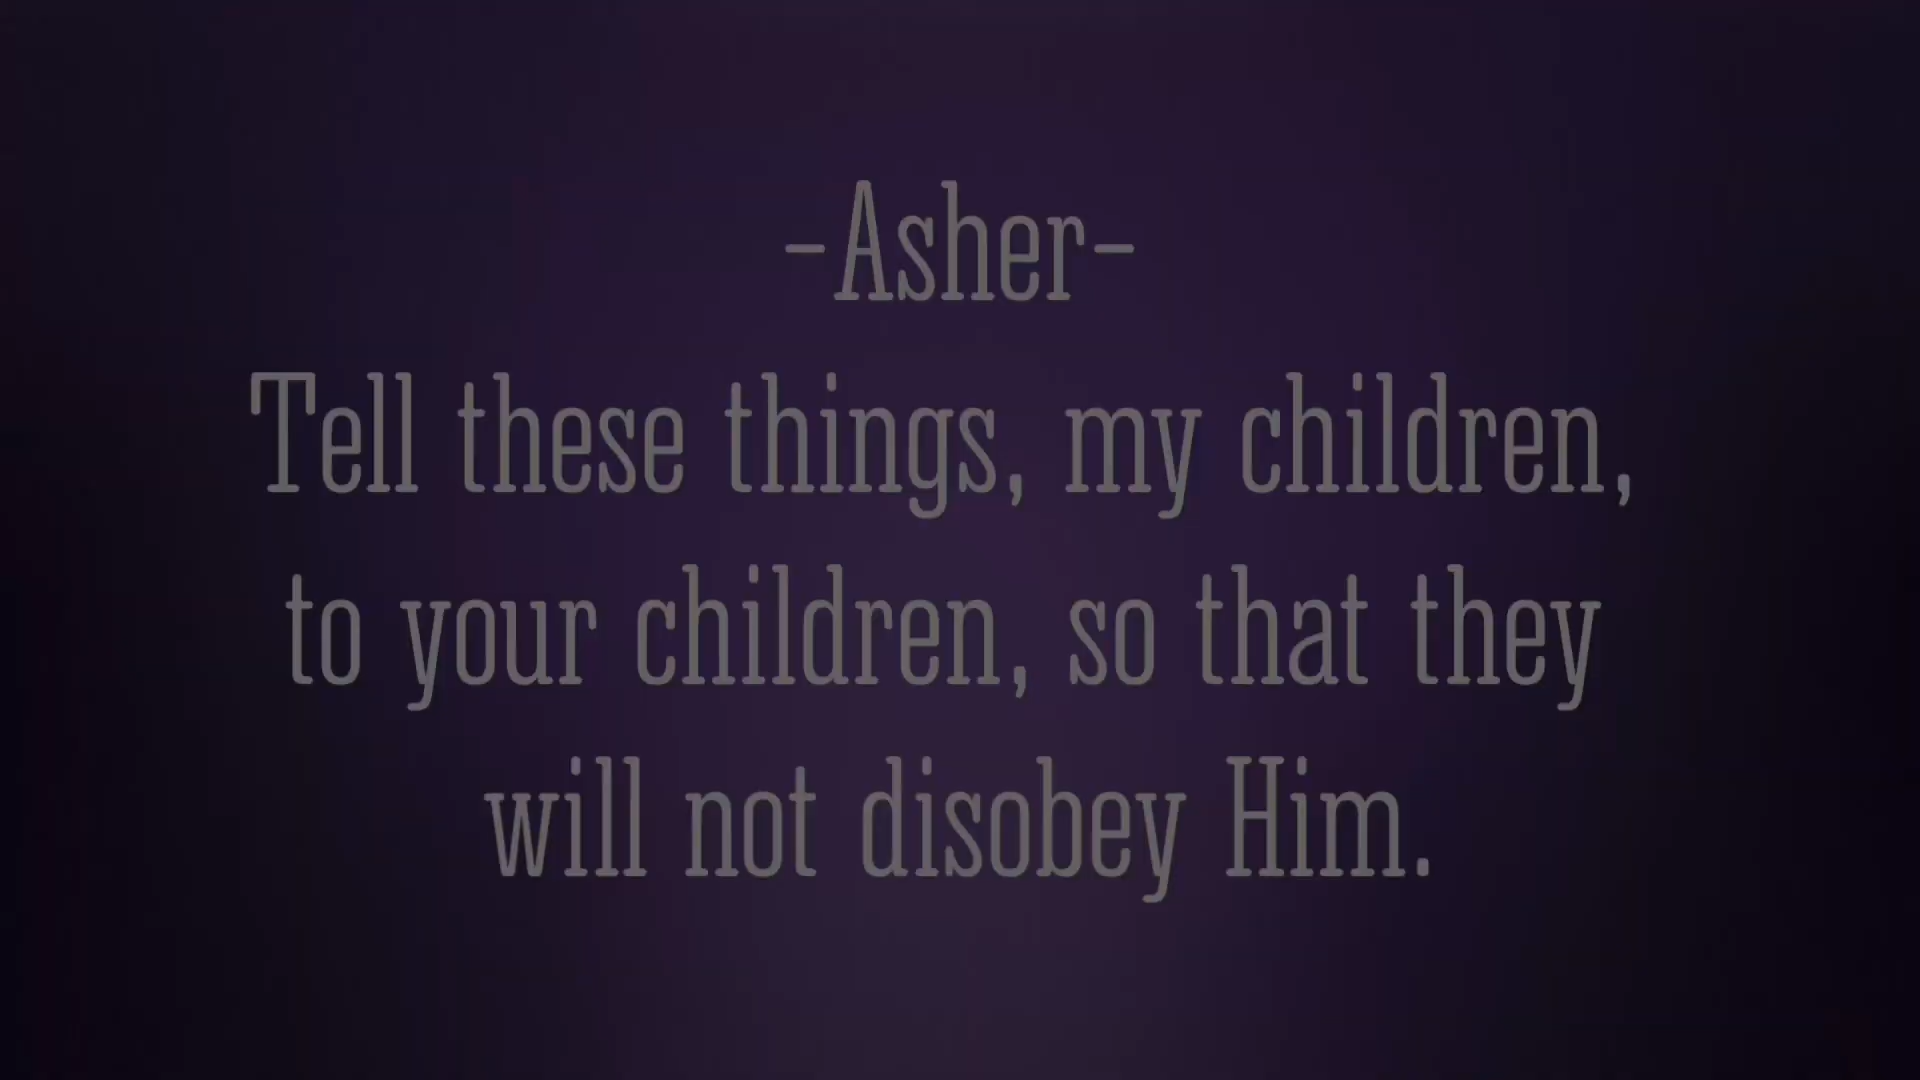 -Asher-
Tell these things, my children,
to your children, so that they
will not disobey Him.